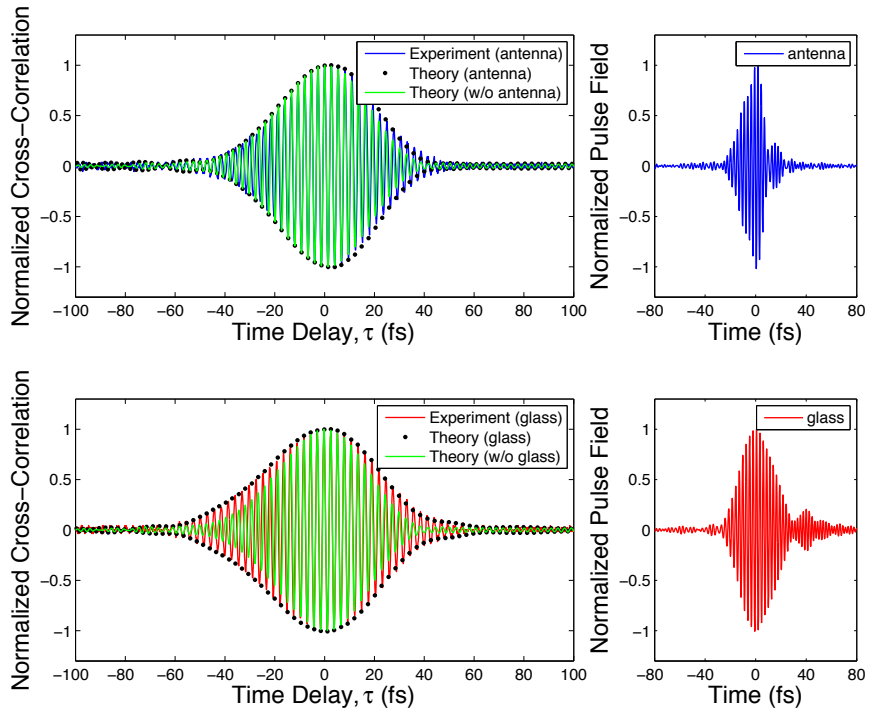 Normalized Cross-Correlation
1
0.5
0
−0.5
−1
Experiment (antenna)
Theory (antenna)
Theory (w/o antenna)
−100 −80 −60 −40 −20 0 20 40 60 80 100
Time Delay, τ (fs)
Normalized Pulse Field
1
0.5
0
−0.5
−1
antenna
−80 −40 0 40 80
Time (fs)
Normalized Cross-Correlation
1
0.5
0
−0.5
−1
Experiment (glass)
Theory (glass)
Theory (w/o glass)
−100 −80 −60 −40 −20 0 20 40 60 80 100
Time Delay, τ (fs)
Normalized Pulse Field
1
0.5
0
−0.5
−1
glass
−80 −40 0 40 80
Time (fs)